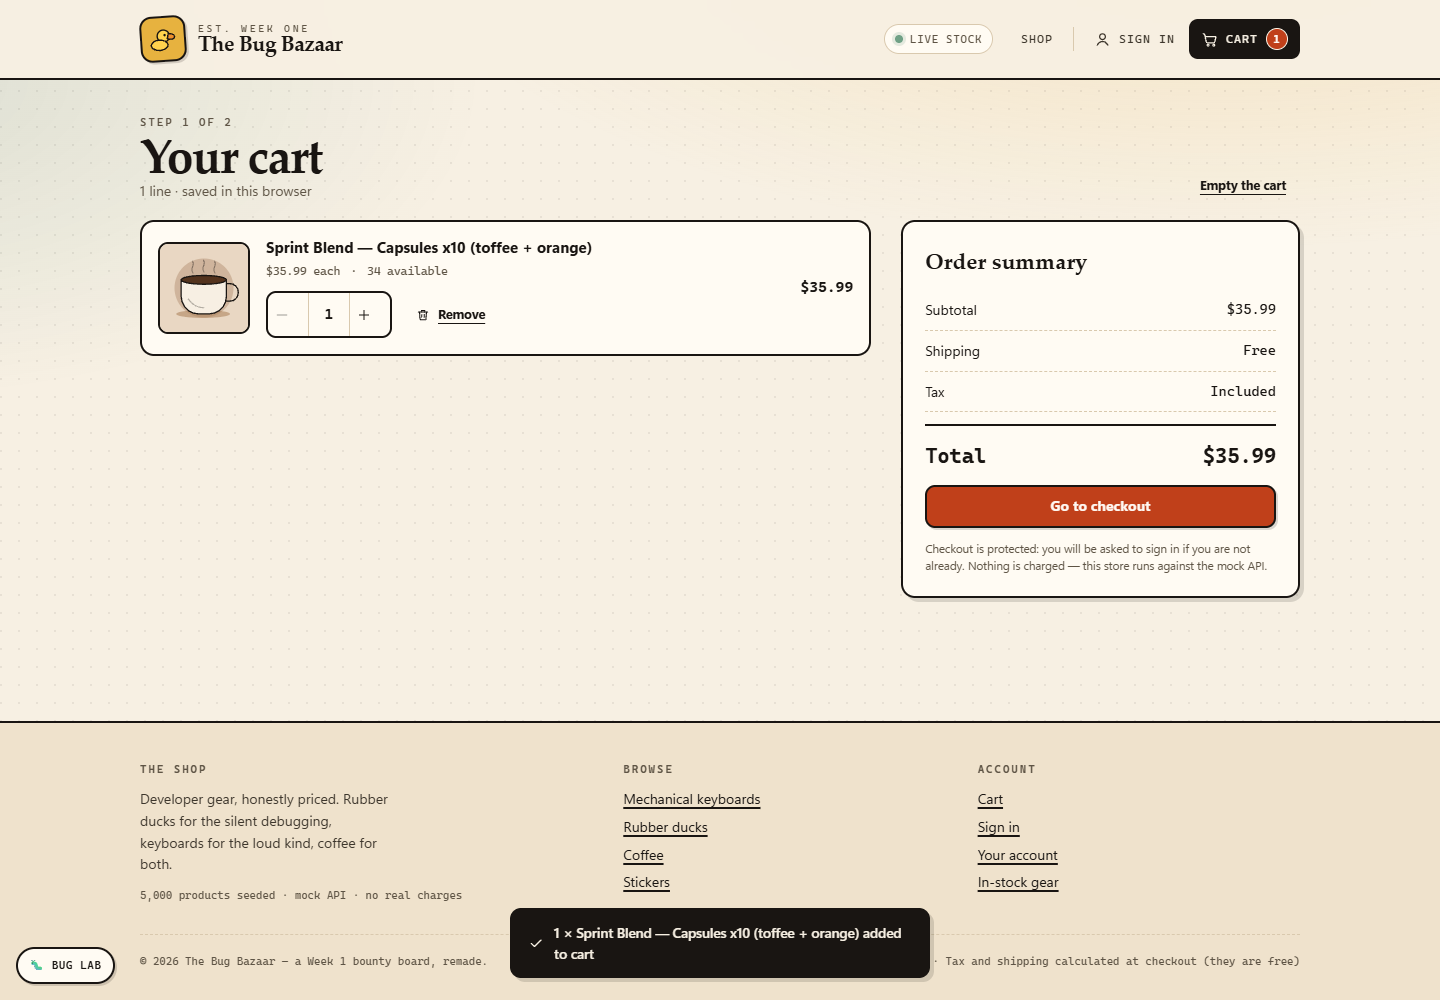 EST. WEEK ONE
The Bug Bazaar
LIVE STOCK
SHOP
SIGN IN
CART 1
STEP 1 OF 2
Your cart
1 line · saved in this browser
Empty the cart
Sprint Blend — Capsules x10 (toffee + orange)
$35.99 each · 34 available
$35.99
1
Remove
Order summary
Subtotal $35.99
Shipping Free
Tax Included
Total $35.99
Go to checkout
Checkout is protected: you will be asked to sign in if you are not
already. Nothing is charged — this store runs against the mock API.
THE SHOP
Developer gear, honestly priced. Rubber
ducks for the silent debugging,
keyboards for the loud kind, coffee for
both.
5,000 products seeded · mock API · no real charges
BROWSE
Mechanical keyboards
Rubber ducks
Coffee
Stickers
ACCOUNT
Cart
Sign in
Your account
In-stock gear
1 × Sprint Blend — Capsules x10 (toffee + orange) added
to cart
BUG LAB
© 2026 The Bug Bazaar — a Week 1 bounty board, remade.
· Tax and shipping calculated at checkout (they are free)